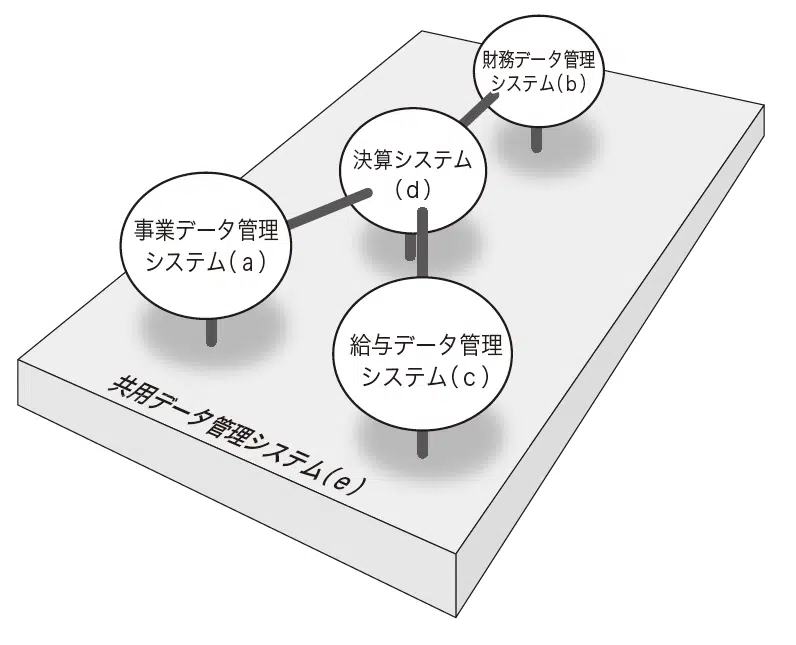 財務データ管理
システム(b)
決算システム
(d)
事業データ管理
システム(a)
給与データ管理
システム(c)
共用データ管理システム(e)